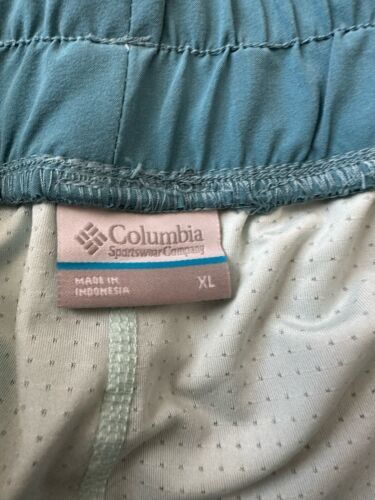 Columbia
Sportswear Company
MADE IN
INDONESIA
XL